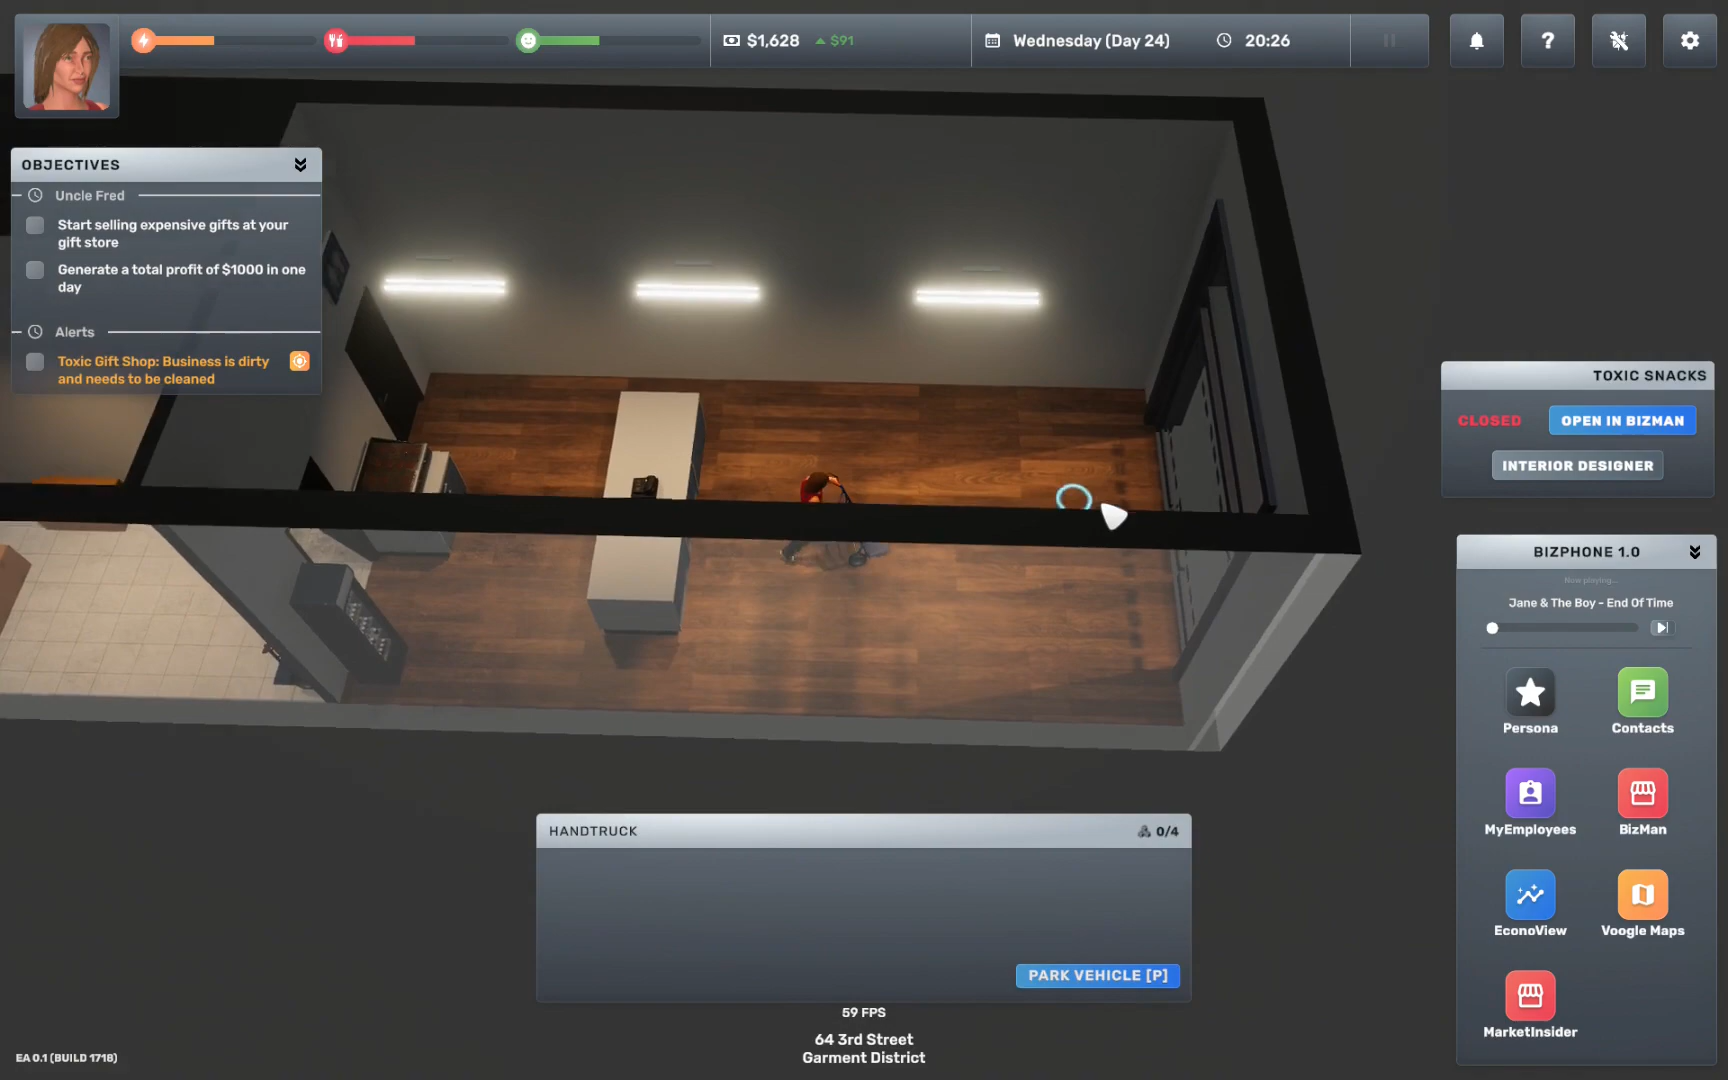 $1,628 $91
Wednesday (Day 24)
20:26
?
OBJECTIVES
Uncle Fred
Start selling expensive gifts at your
gift store
Generate a total profit of $1000 in one
day
Alerts
Toxic Gift Shop: Business is dirty
and needs to be cleaned
TOXIC SNACKS
CLOSED
OPEN IN BIZMAN
INTERIOR DESIGNER
BIZPHONE 1.0
Now playing...
Jane & The Boy - End Of Time
Persona
Contacts
MyEmployees
BizMan
EconoView
Voogle Maps
MarketInsider
HANDTRUCK
0/4
PARK VEHICLE [P]
59 FPS
64 3rd Street
Garment District
EA 0.1 (BUILD 1718)